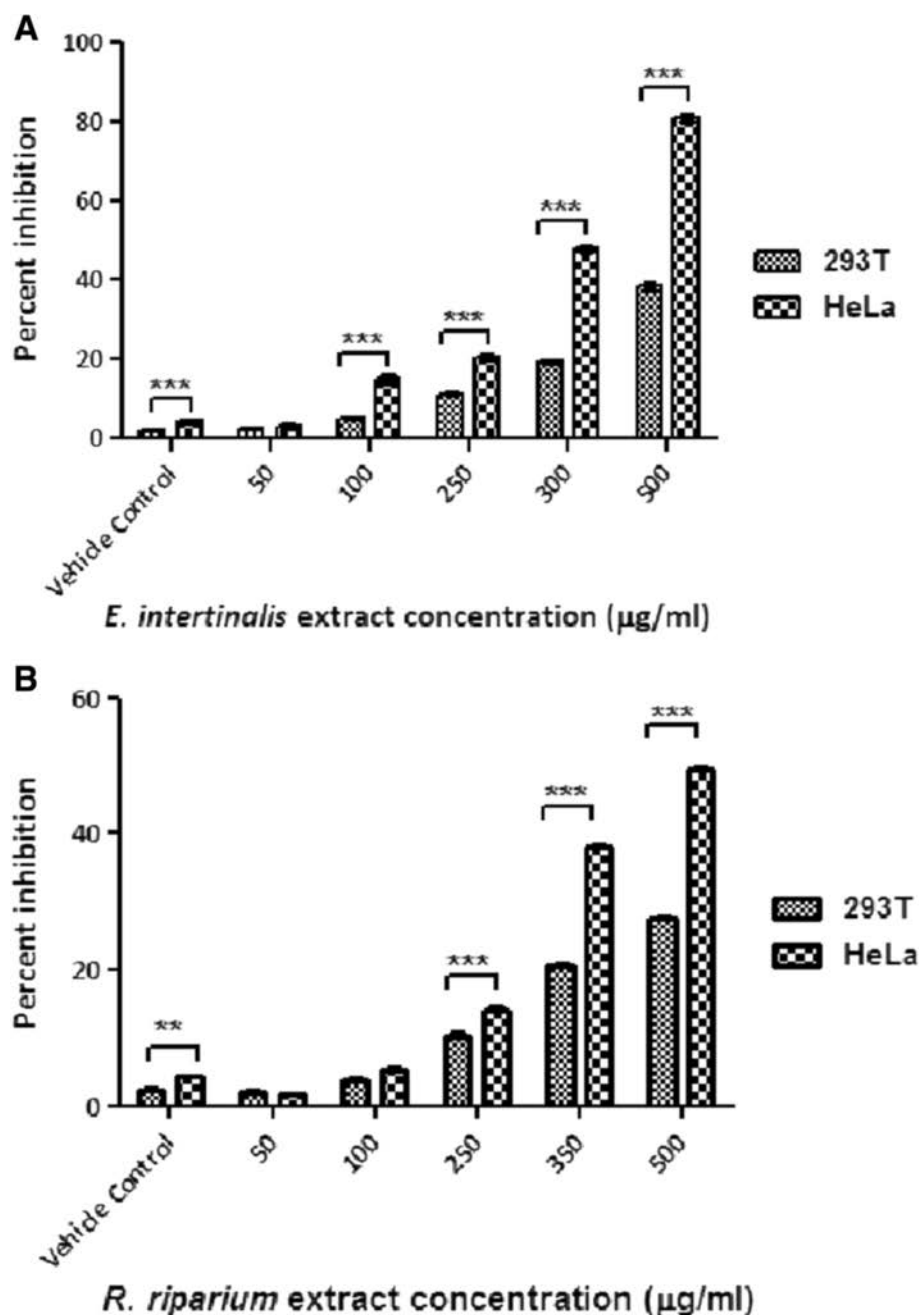 A
100
80
60
40
20
0
Percent inhibition
***
***
***
***
***
293T
HeLa
Vehicle Control
50
100
250
300
500
E. intertinalis extract concentration (µg/ml)
B
60
40
20
0
Percent inhibition
**
***
***
***
293T
HeLa
Vehicle Control
50
100
250
350
500
R. riparium extract concentration (µg/ml)